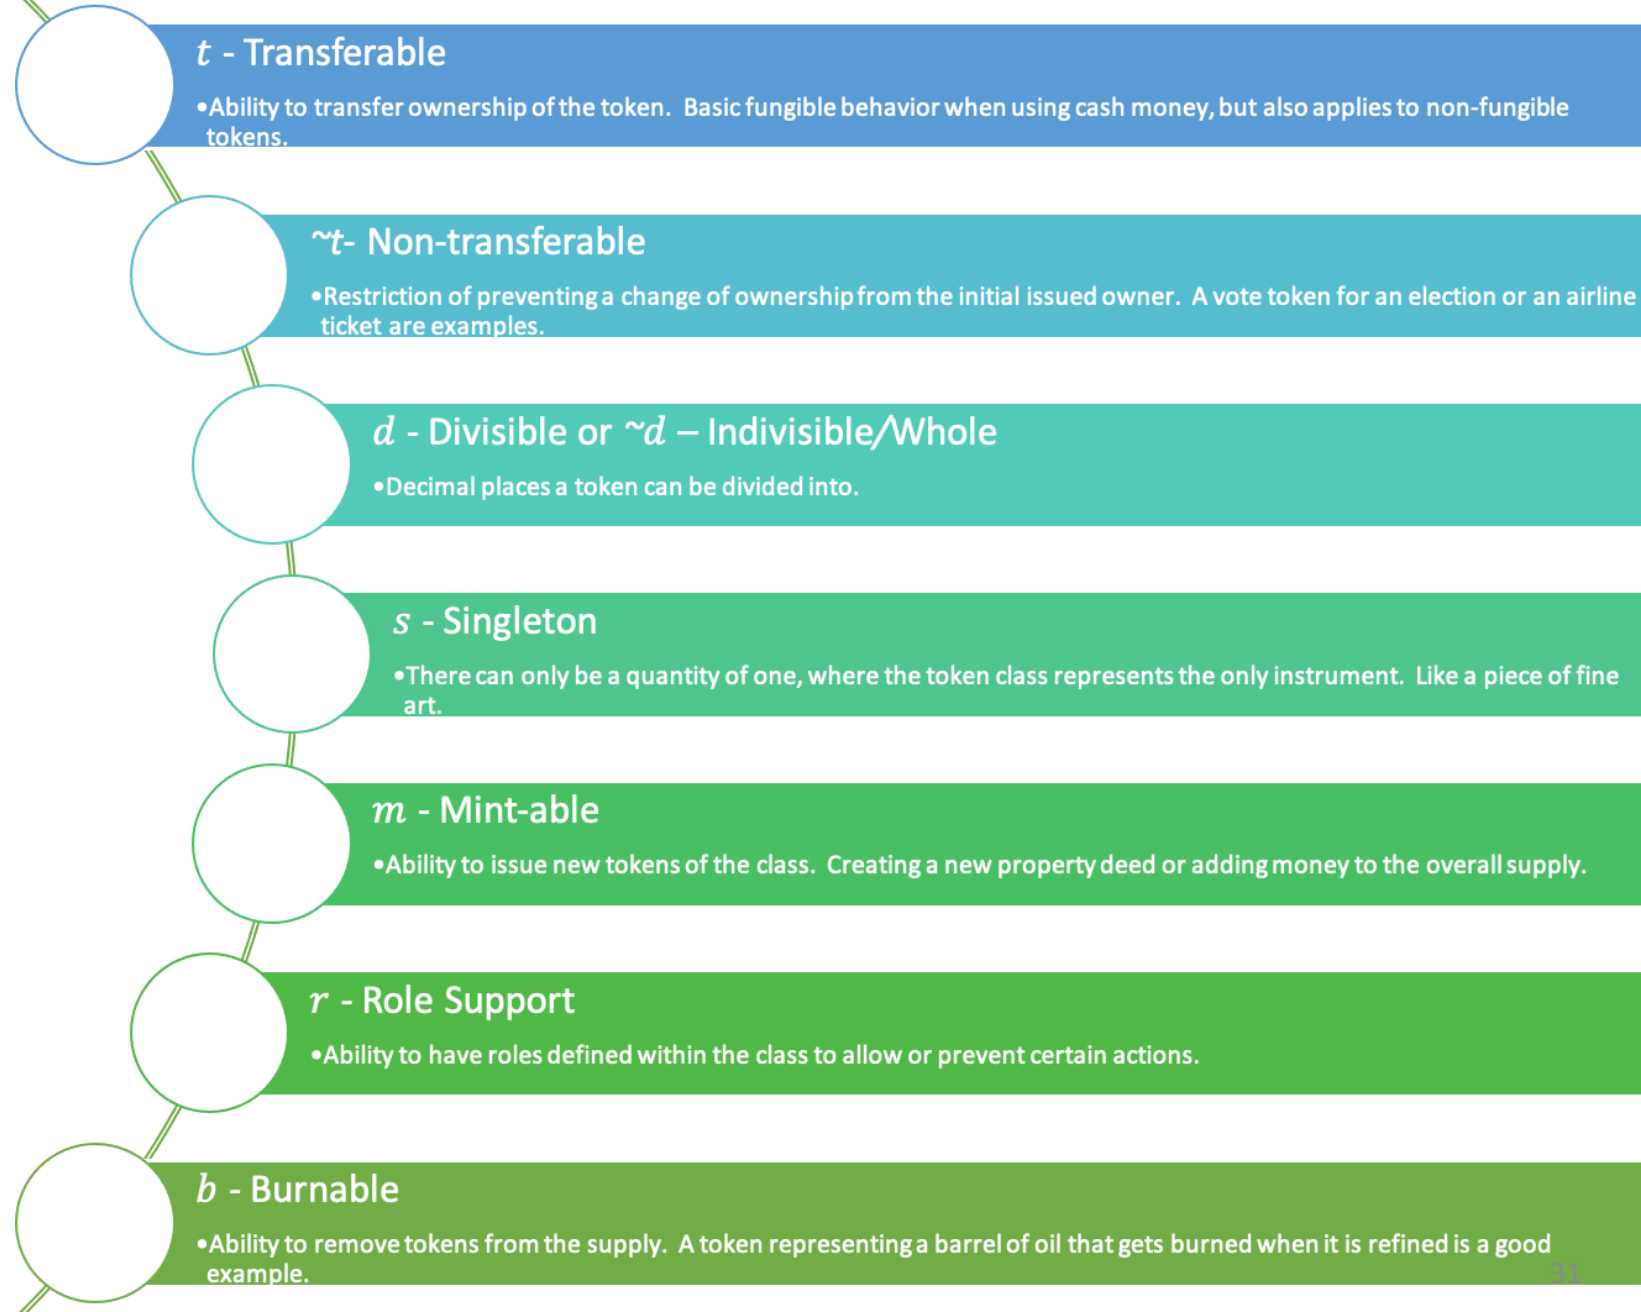 t - Transferable
•Ability to transfer ownership of the token. Basic fungible behavior when using cash money, but also applies to non-fungible
tokens.
~t- Non-transferable
•Restriction of preventing a change of ownership from the initial issued owner. A vote token for an election or an airline
ticket are examples.
d - Divisible or ~d – Indivisible/Whole
•Decimal places a token can be divided into.
s - Singleton
•There can only be a quantity of one, where the token class represents the only instrument. Like a piece of fine
art.
m - Mint-able
•Ability to issue new tokens of the class. Creating a new property deed or adding money to the overall supply.
r - Role Support
•Ability to have roles defined within the class to allow or prevent certain actions.
b - Burnable
•Ability to remove tokens from the supply. A token representing a barrel of oil that gets burned when it is refined is a good
example.
31